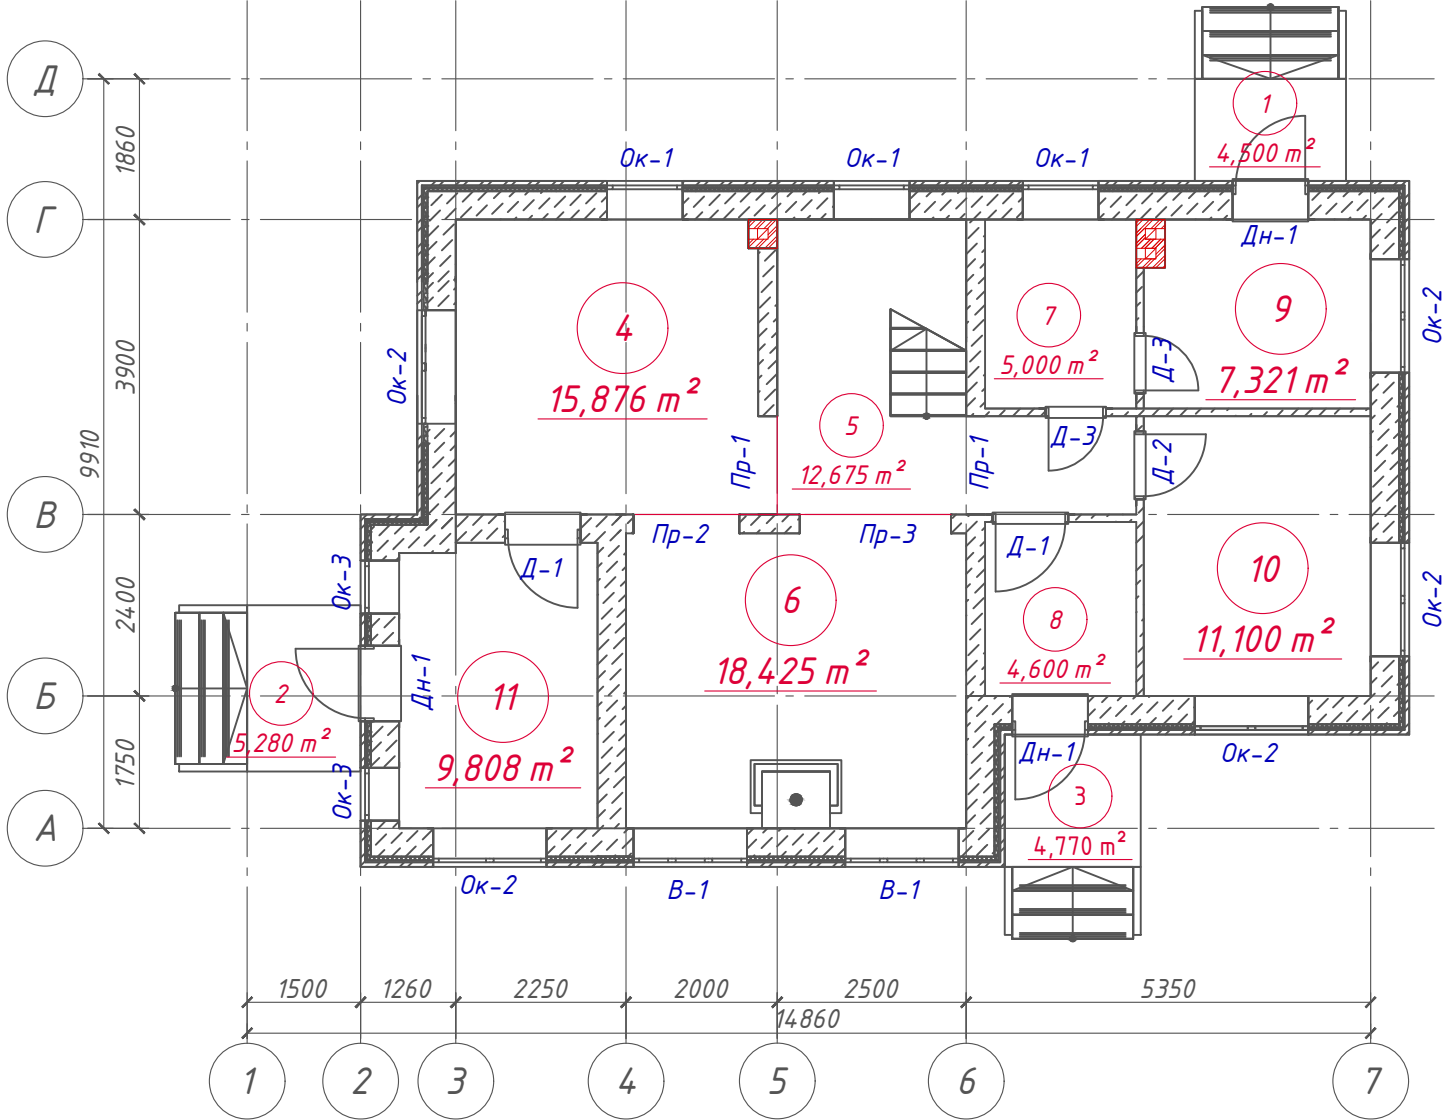 Д
1
1860
Ок-1
Ок-1
Ок-1
4,500 m²
Г
Дн-1
4
7
9
Ок-2
3900
Ок-2
Д-3
5,000 m²
7,321 m²
15,876 m²
9910
5
Пр-1
12,675 m²
Пр-1
Д-3
Д-2
В
Пр-2
Пр-3
Д-1
Д-1
Ок-3
10
Ок-2
2400
6
8
11,100 m²
18,425 m²
4,600 m²
Дн-1
Б
2
11
5,280 m²
Дн-1
Ок-2
1750
9,808 m²
Ок-3
3
А
4,770 m²
Ок-2
В-1
В-1
1500
1260
2250
2000
2500
5350
14860
1
2
3
4
5
6
7